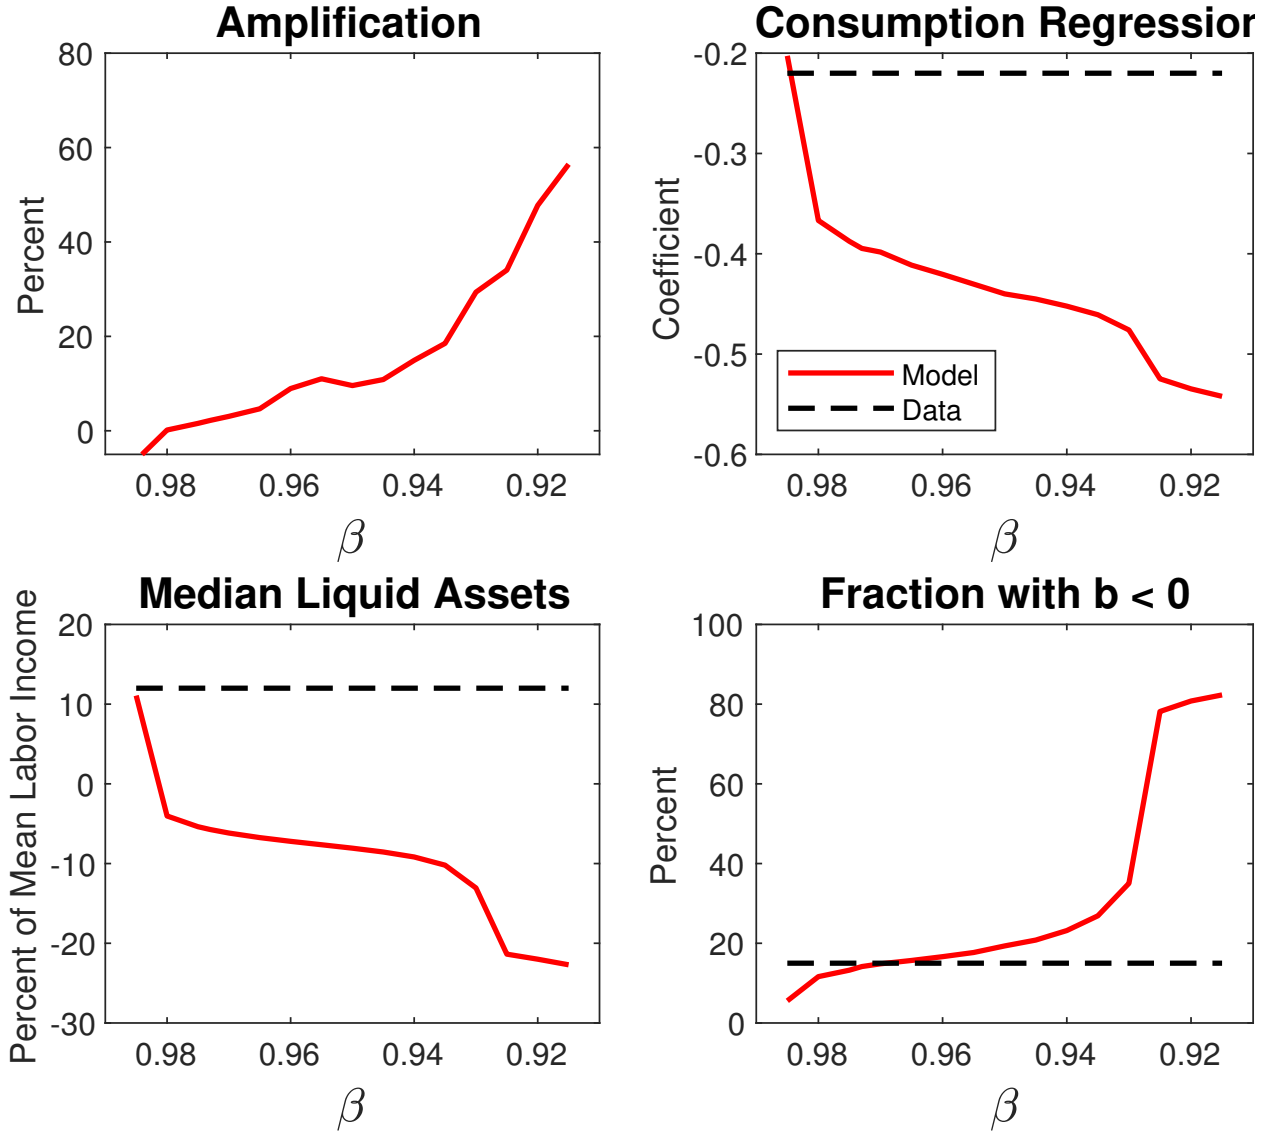 Amplification
80
60
40
20
0
Percent
0.98 0.96 0.94 0.92
β
Consumption Regression
-0.2
-0.3
-0.4
-0.5
-0.6
Coefficient
Model
Data
0.98 0.96 0.94 0.92
β
Median Liquid Assets
20
10
0
-10
-20
-30
Percent of Mean Labor Income
0.98 0.96 0.94 0.92
β
Fraction with b < 0
100
80
60
40
20
0
Percent
0.98 0.96 0.94 0.92
β